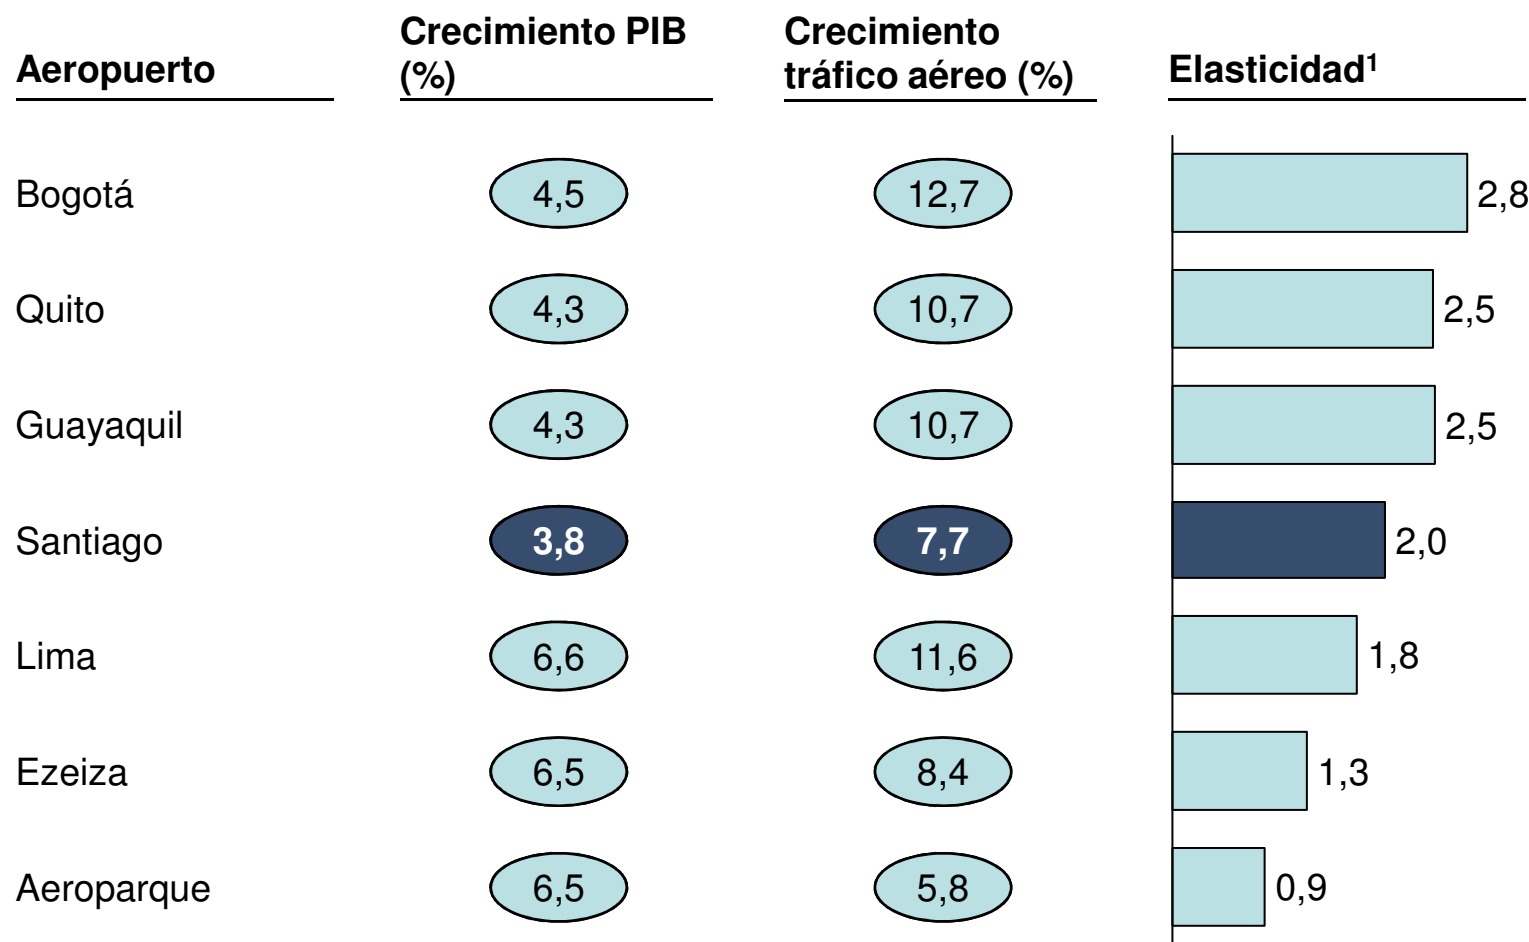 Aeropuerto
Crecimiento PIB
(%)
Crecimiento
tráfico aéreo (%)
Elasticidad¹
Bogotá 4,5 12,7 2,8
Quito 4,3 10,7 2,5
Guayaquil 4,3 10,7 2,5
Santiago 3,8 7,7 2,0
Lima 6,6 11,6 1,8
Ezeiza 6,5 8,4 1,3
Aeroparque 6,5 5,8 0,9